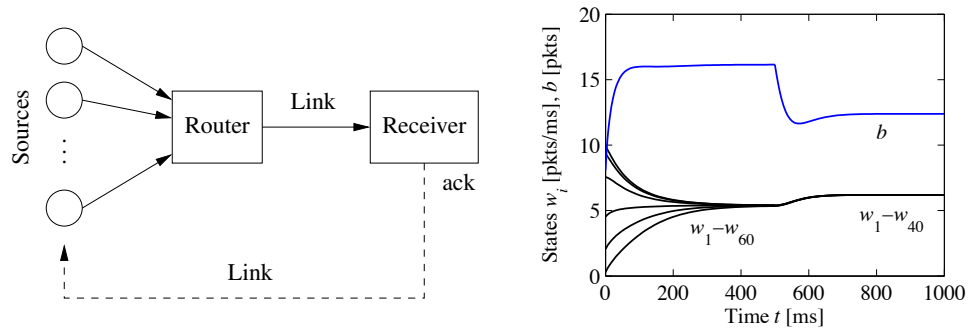 Sources
...
Router
Link
Receiver
ack
Link
States w_i [pkts/ms], b [pkts]
20
15
10
5
0
b
w_1–w_60
w_1–w_40
0 200 400 600 800 1000
Time t [ms]